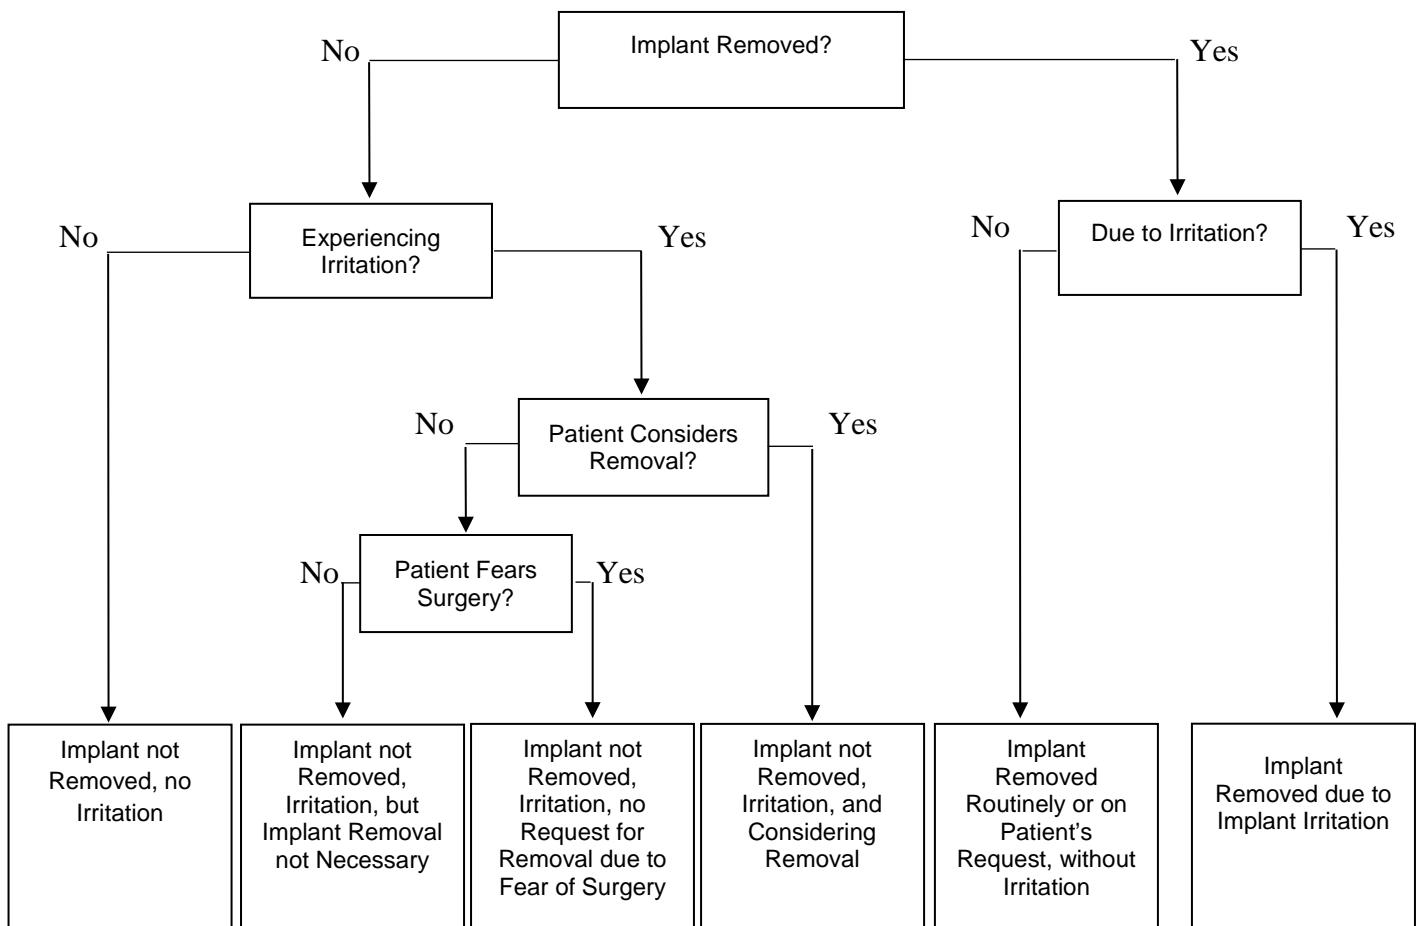 No
Implant Removed?
Yes
No
Experiencing
Irritation?
Yes
No
Due to Irritation?
Yes
No
Patient Considers
Removal?
Yes
No
Patient Fears
Surgery?
Yes
Implant not
Removed, no
Irritation
Implant not
Removed,
Irritation, but
Implant Removal
not Necessary
Implant not
Removed,
Irritation, no
Request for
Removal due to
Fear of Surgery
Implant not
Removed,
Irritation, and
Considering
Removal
Implant
Removed
Routinely or on
Patient’s
Request, without
Irritation
Implant
Removed due to
Implant Irritation